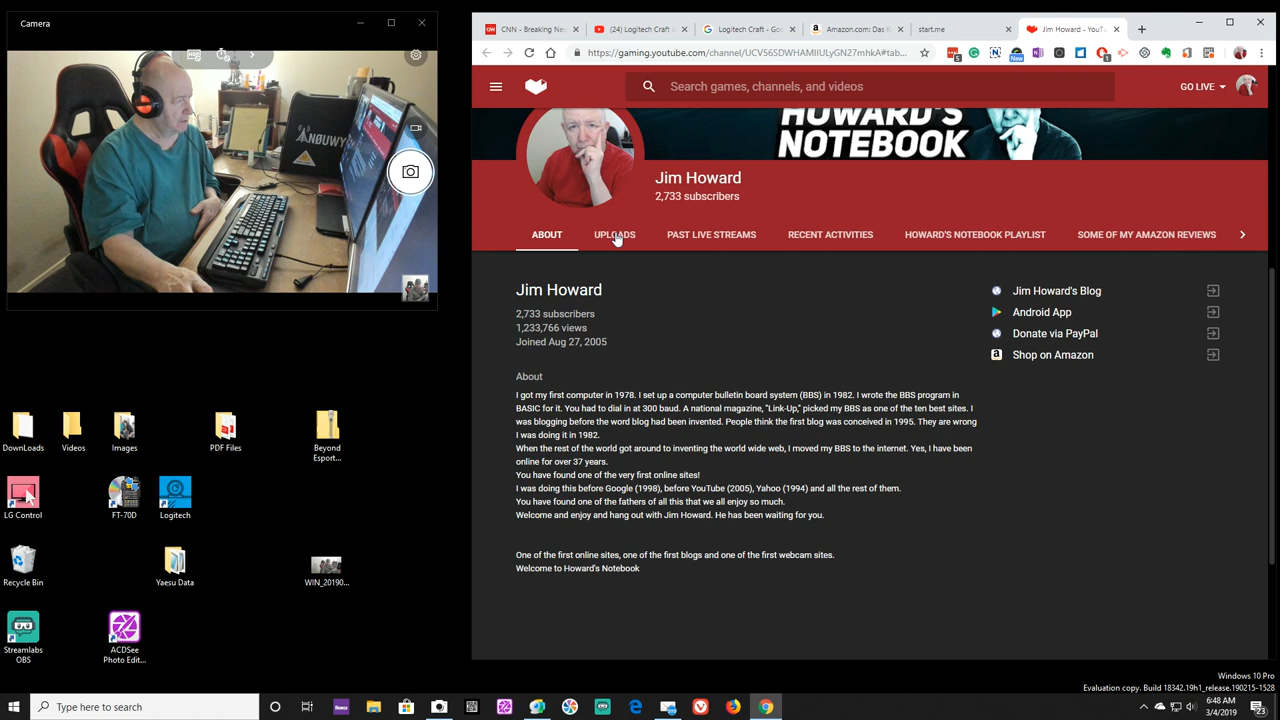 Camera
CNN - Breaking Ne
(24) Logitech Craft A
Logitech Craft - Goo
Amazon.com: Das K
start.me
Jim Howard - YouTu
https://gaming.youtube.com/channel/UCV56SDWHAMIIULyGN27mhkA#tab...
New
Search games, channels, and videos
GO LIVE
HOWARD'S
NOTEBOOK
ANØUWY
Jim Howard
2,733 subscribers
ABOUT
UPLOADS
PAST LIVE STREAMS
RECENT ACTIVITIES
HOWARD'S NOTEBOOK PLAYLIST
SOME OF MY AMAZON REVIEWS
Jim Howard
2,733 subscribers
1,233,766 views
Joined Aug 27, 2005
Jim Howard's Blog
Android App
Donate via PayPal
Shop on Amazon
About
I got my first computer in 1978. I set up a computer bulletin board system (BBS) in 1982. I wrote the BBS program in
BASIC for it. You had to dial in at 300 baud. A national magazine, "Link-Up," picked my BBS as one of the ten best sites. I
was blogging before the word blog had been invented. People think the first blog was conceived in 1995. They are wrong
I was doing it in 1982.
When the rest of the world got around to inventing the world wide web, I moved my BBS to the internet. Yes, I have been
online for over 37 years.
You have found one of the very first online sites!
I was doing this before Google (1998), before YouTube (2005), Yahoo (1994) and all the rest of them.
You have found one of the fathers of all this that we all enjoy so much.
Welcome and enjoy and hang out with Jim Howard. He has been waiting for you.
One of the first online sites, one of the first blogs and one of the first webcam sites.
Welcome to Howard's Notebook
DownLoads
Videos
Images
PDF Files
Beyond
Esport...
LG Control
FT-70D
Logitech
Recycle Bin
Yaesu Data
WIN_20190...
Streamlabs
OBS
ACDSee
Photo Edit...
Windows 10 Pro
Evaluation copy. Build 18342.19h1_release.190215-1528
Type here to search
Roku
6:48 AM
3/4/2019
23